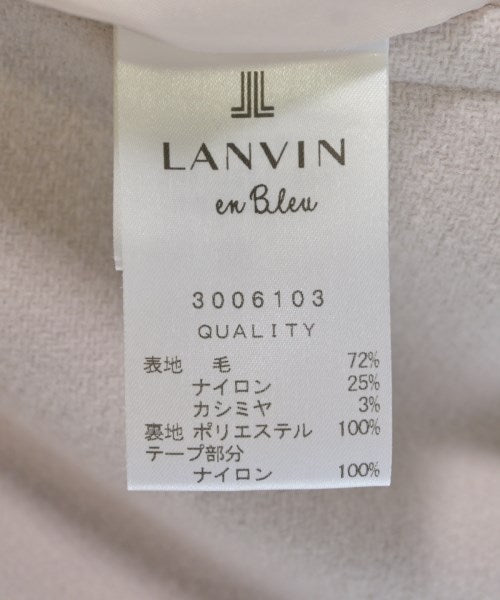 JL
LANVIN
en Bleu
3006103
QUALITY
表地 毛 72%
ナイロン 25%
カシミヤ 3%
裏地 ポリエステル 100%
テープ部分
ナイロン 100%